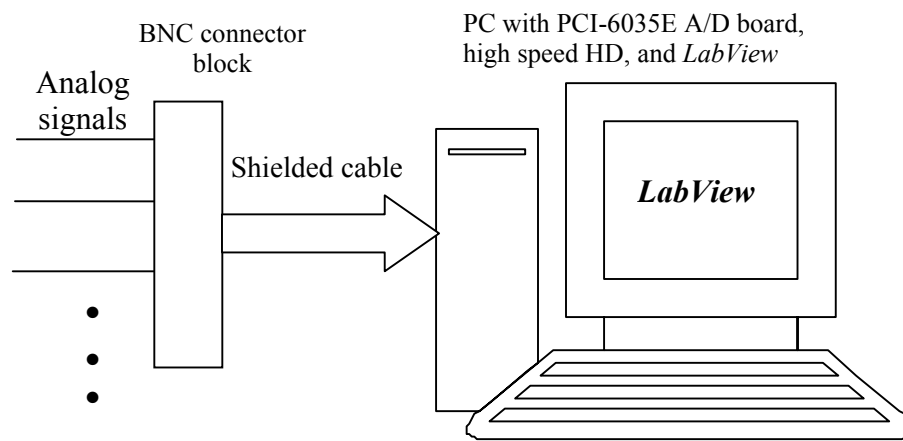 BNC connector
block
PC with PCI-6035E A/D board,
high speed HD, and LabView
Analog
signals
Shielded cable
LabView